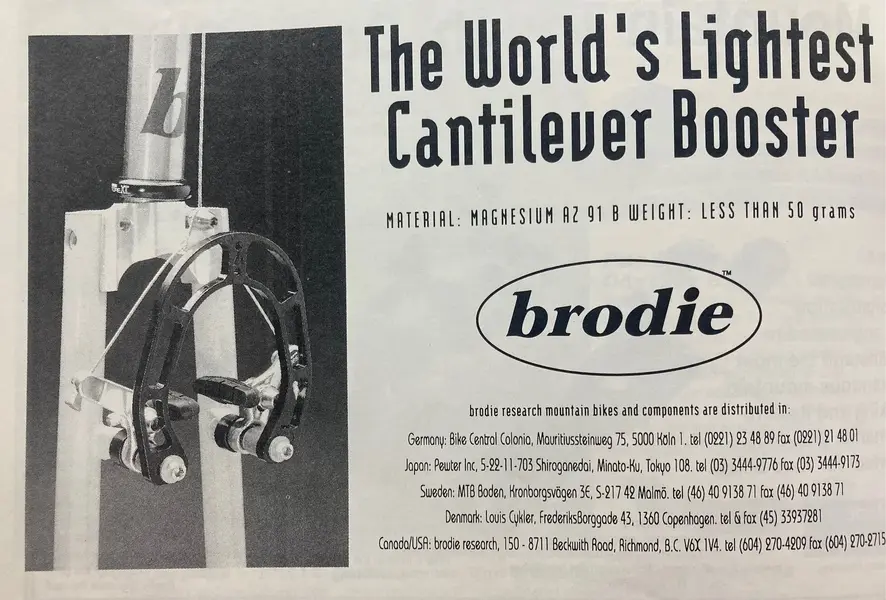 b
XT
The World's Lightest
Cantilever Booster
MATERIAL: MAGNESIUM AZ 91 B WEIGHT: LESS THAN 50 grams
brodie™
brodie research mountain bikes and components are distributed in:
Germany: Bike Central Colonia, Mauritiussteinweg 75, 5000 Köln 1. tel (0221) 23 48 89 fax (0221) 21 48 01
Japan: Pewter Inc, 5-22-11-703 Shiroganedai, Minato-Ku, Tokyo 108. tel (03) 3444-9776 fax (03) 3444-9173
Sweden: MTB Boden, Kronborgsvägen 3E, S-217 42 Malmö. tel (46) 40 9138 71 fax (46) 40 9138 71
Denmark: Louis Cykler, FrederiksBorggade 43, 1360 Copenhagen. tel & fax (45) 33937281
Canada/USA: brodie research, 150 - 8711 Beckwith Road, Richmond, B.C. V6X 1V4. tel (604) 270-4209 fax (604) 270-2715